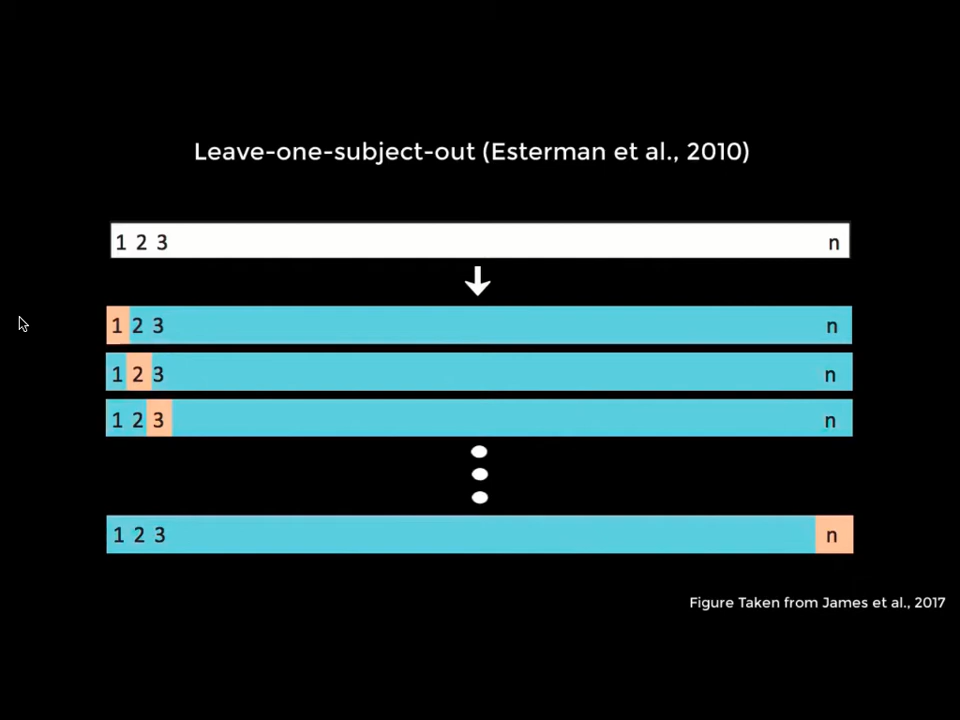 Leave-one-subject-out (Esterman et al., 2010)
1 2 3 n
1 2 3 n
1 2 3 n
1 2 3 n
1 2 3 n
Figure Taken from James et al., 2017